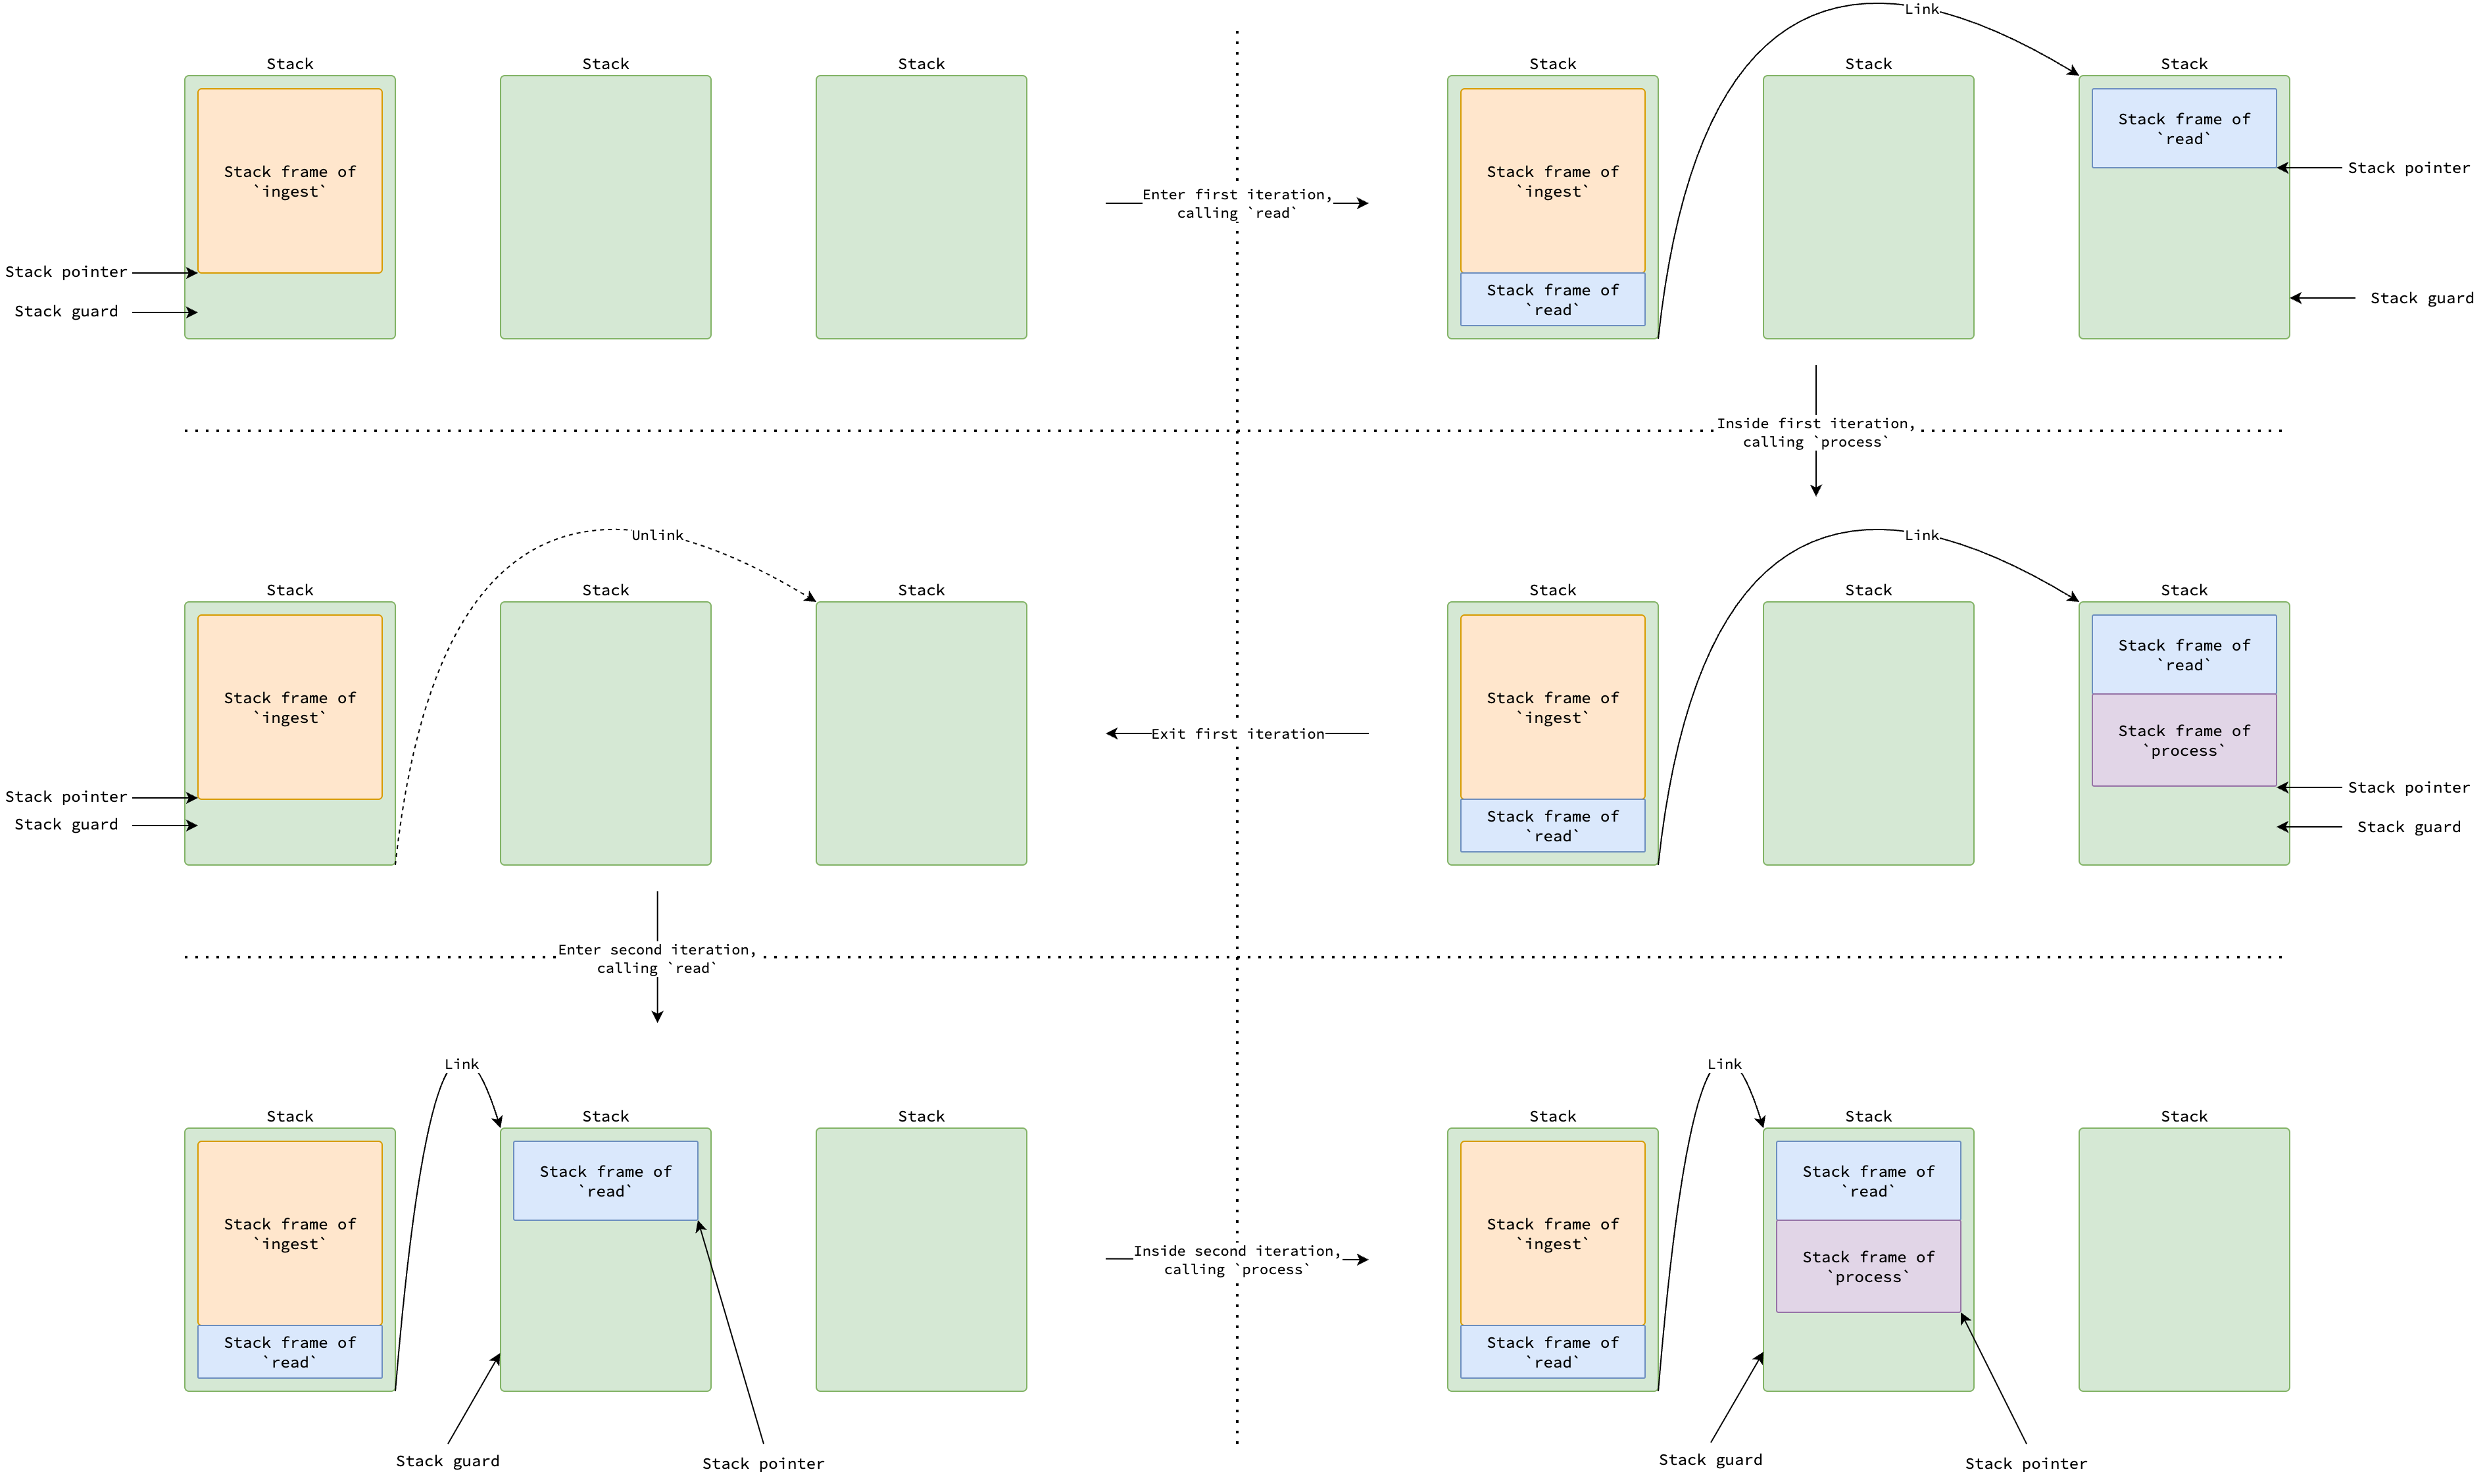 Link
Stack
Stack
Stack
Stack
Stack
Stack
Stack frame of
`ingest`
Stack pointer
Stack guard
Enter first iteration,
calling `read`
Stack frame of
`ingest`
Stack frame of
`read`
Stack frame of
`read`
Stack pointer
Stack guard
Inside first iteration,
calling `process`
Unlink
Link
Stack
Stack
Stack
Stack
Stack
Stack
Stack frame of
`ingest`
Stack pointer
Stack guard
Exit first iteration
Stack frame of
`ingest`
Stack frame of
`read`
Stack frame of
`read`
Stack frame of
`process`
Stack pointer
Stack guard
Enter second iteration,
calling `read`
Link
Link
Stack
Stack
Stack
Stack
Stack
Stack
Stack frame of
`ingest`
Stack frame of
`read`
Stack frame of
`read`
Stack guard
Stack pointer
Inside second iteration,
calling `process`
Stack frame of
`ingest`
Stack frame of
`read`
Stack frame of
`read`
Stack frame of
`process`
Stack guard
Stack pointer